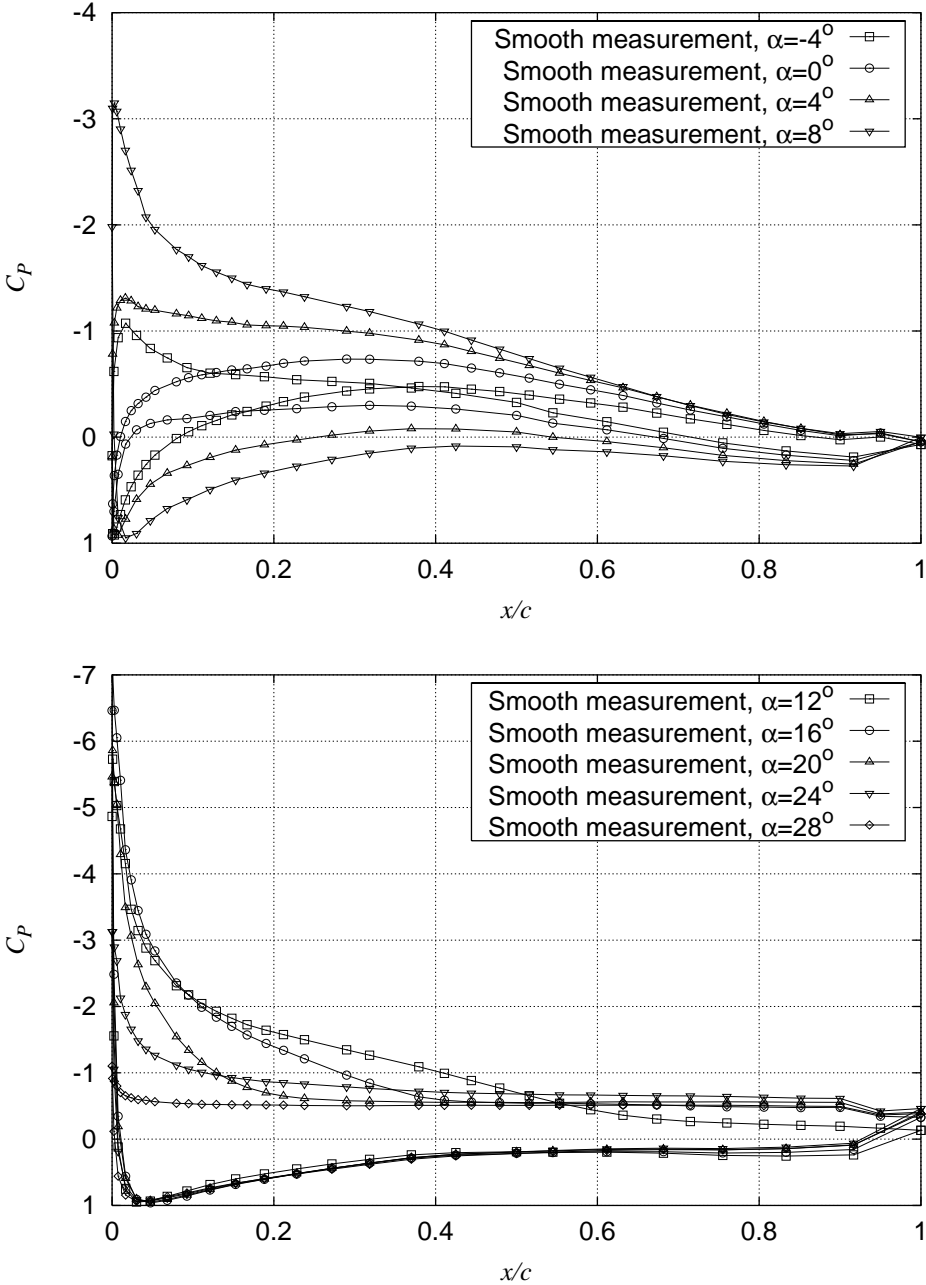 -4
-3
-2
-1
0
1
C_P
0
0.2
0.4
0.6
0.8
1
x/c
Smooth measurement, α=-4°
Smooth measurement, α=0°
Smooth measurement, α=4°
Smooth measurement, α=8°
-7
-6
-5
-4
-3
-2
-1
0
1
C_P
0
0.2
0.4
0.6
0.8
1
x/c
Smooth measurement, α=12°
Smooth measurement, α=16°
Smooth measurement, α=20°
Smooth measurement, α=24°
Smooth measurement, α=28°